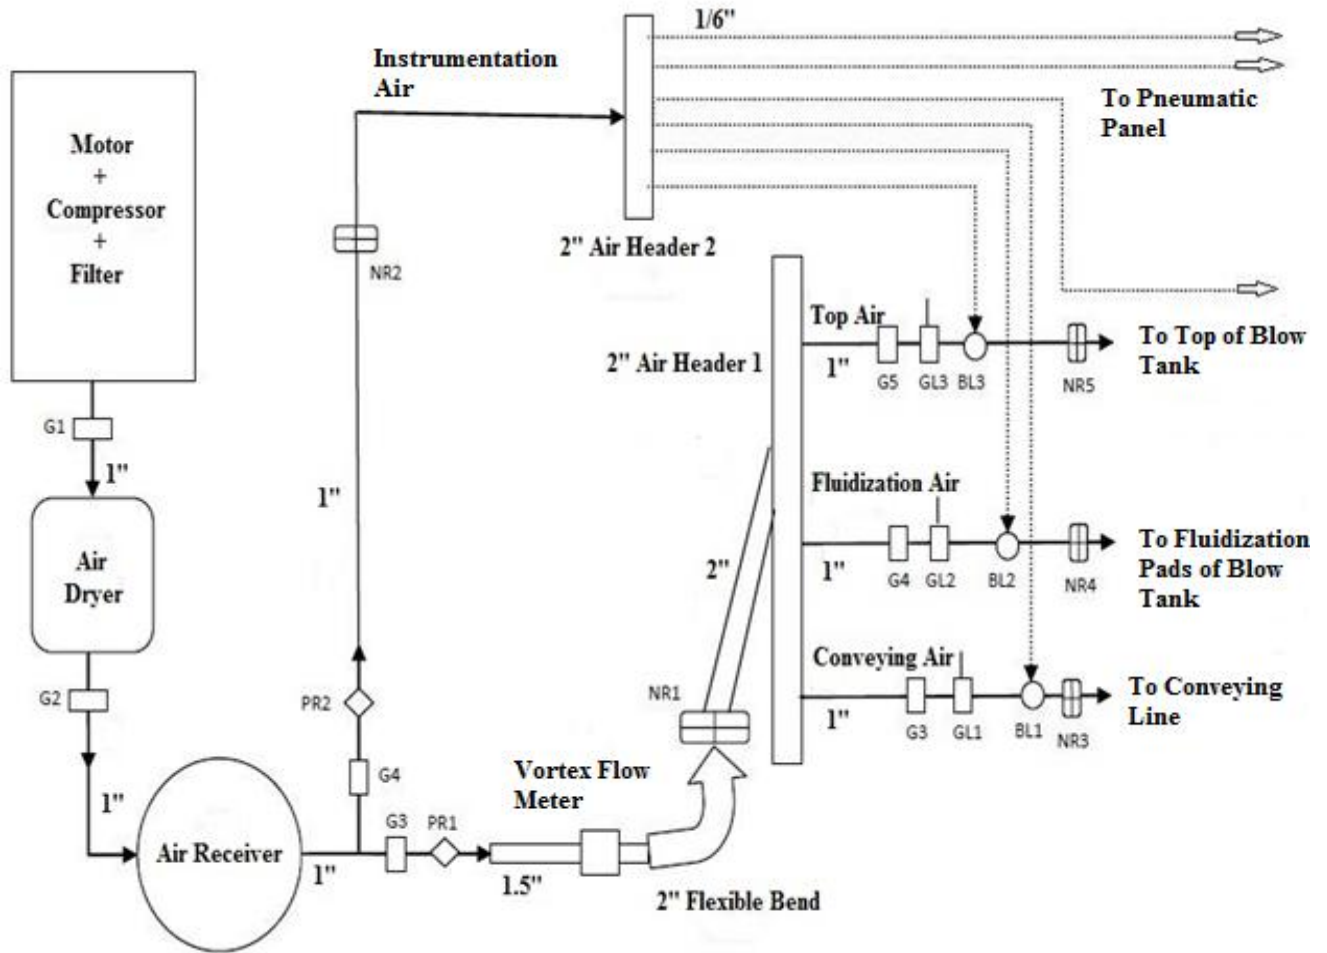 1/6"
Instrumentation
Air
To Pneumatic
Panel
Motor
+
Compressor
+
Filter
2" Air Header 2
NR2
Top Air
To Top of Blow
Tank
2" Air Header 1
1"
G5
GL3
BL3
NR5
G1
1"
1"
Fluidization Air
To Fluidization
Pads of Blow
Tank
Air
Dryer
2"
1"
G4
GL2
BL2
NR4
Conveying Air
To Conveying
Line
G2
PR2
NR1
1"
G3
GL1
BL1
NR3
Vortex Flow
Meter
G4
1"
G3
PR1
Air Receiver
1"
1.5"
2" Flexible Bend